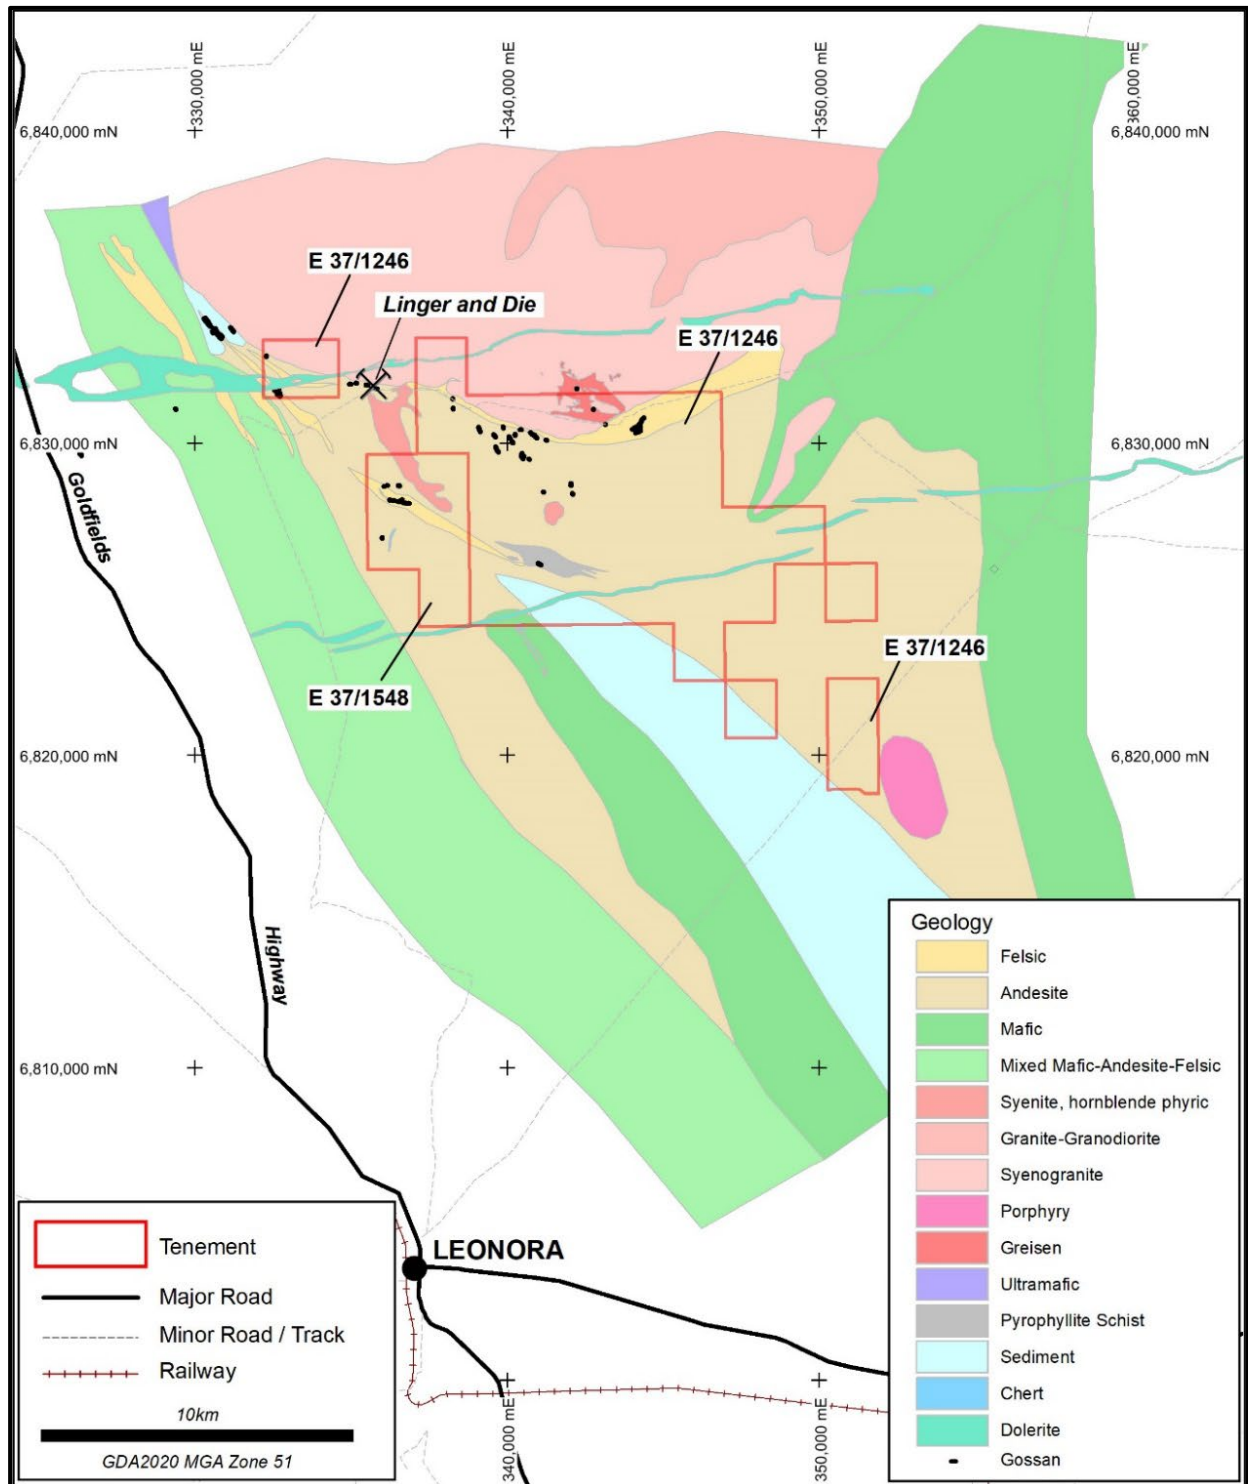 330,000 mE
340,000 mE
350,000 mE
360,000 mE
6,840,000 mN
6,840,000 mN
E 37/1246
Linger and Die
E 37/1246
6,830,000 mN
6,830,000 mN
Goldfields
E 37/1246
E 37/1548
6,820,000 mN
6,820,000 mN
Highway
6,810,000 mN
LEONORA
340,000 mE
350,000 mE
Tenement
Major Road
Minor Road / Track
Railway
10km
GDA2020 MGA Zone 51
Geology
Felsic
Andesite
Mafic
Mixed Mafic-Andesite-Felsic
Syenite, hornblende phyric
Granite-Granodiorite
Syenogranite
Porphyry
Greisen
Ultramafic
Pyrophyllite Schist
Sediment
Chert
Dolerite
Gossan